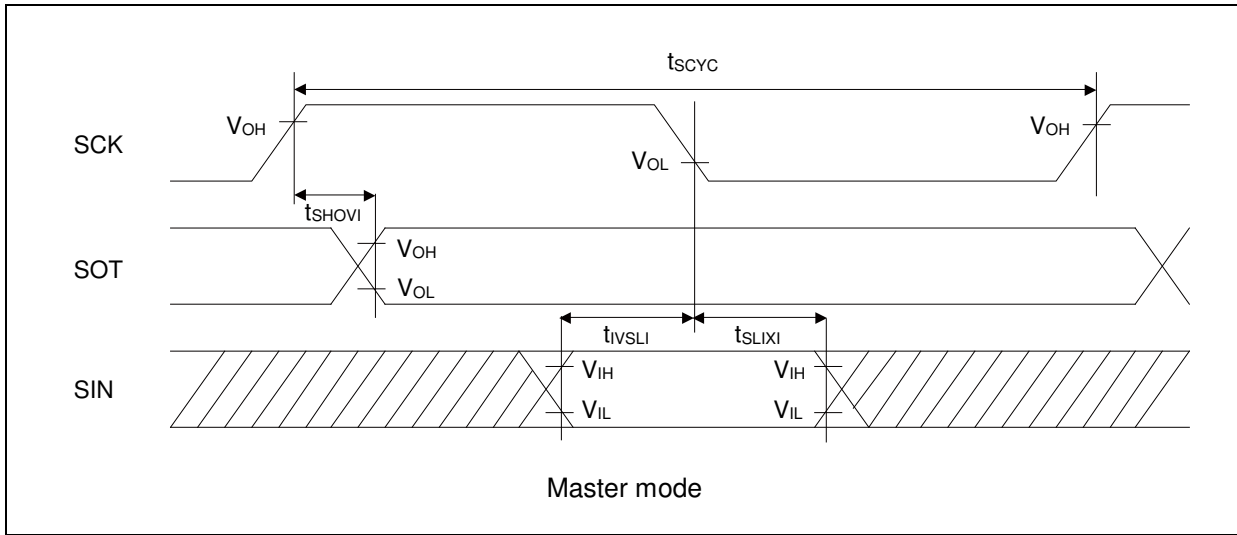 tSCYC
SCK
VOH
VOL
VOH
tSHOVI
SOT
VOH
VOL
tIVSLI
tSLIXI
SIN
VIH
VIH
VIL
VIL
Master mode